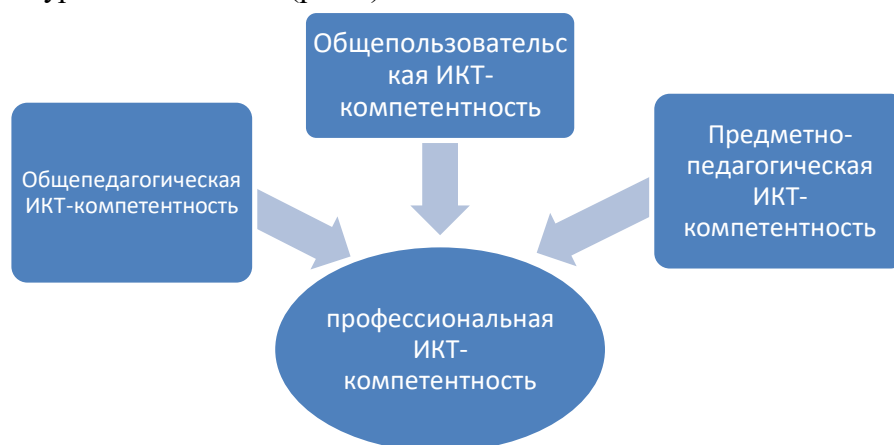 Общепользовательс
кая ИКТ-
компетентность
Общепедагогическая
ИКТ-компетентность
Предметно-
педагогическая
ИКТ-
компетентность
профессиональная
ИКТ-
компетентность